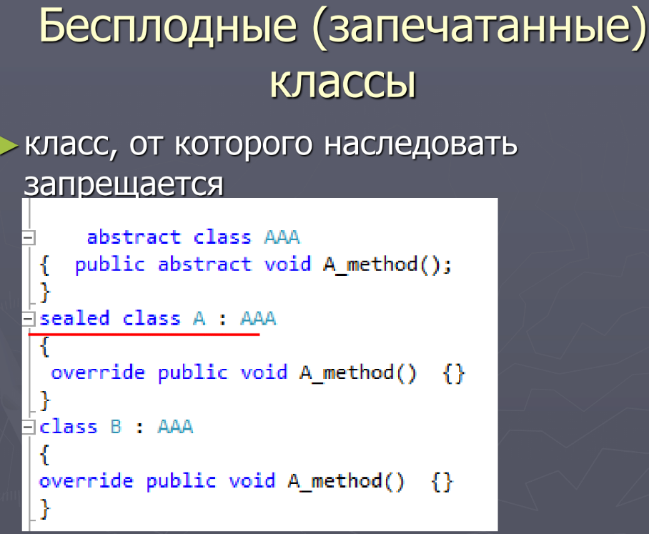 Бесплодные (запечатанные)
классы
класс, от которого наследовать
запрещается
abstract class AAA
{ public abstract void A_method();
}
sealed class A : AAA
{
override public void A_method() {}
}
class B : AAA
{
override public void A_method() {}
}